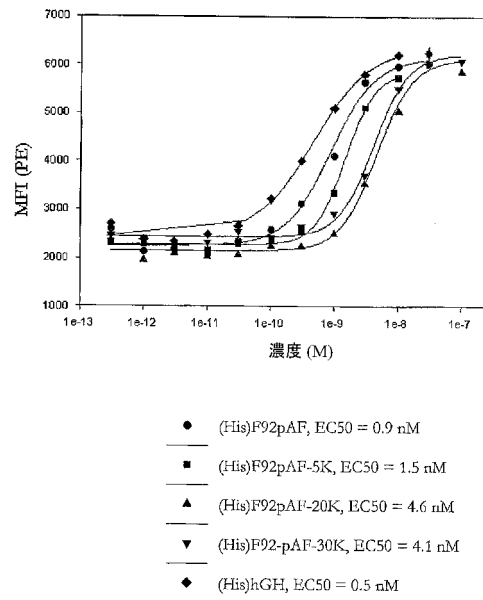 7000
6000
5000
4000
3000
2000
1000
MFI (PE)
1e-13 1e-12 1e-11 1e-10 1e-9 1e-8 1e-7
濃度 (M)
● (His)F92pAF, EC50 = 0.9 nM
■ (His)F92pAF-5K, EC50 = 1.5 nM
▲ (His)F92pAF-20K, EC50 = 4.6 nM
▼ (His)F92-pAF-30K, EC50 = 4.1 nM
◆ (His)hGH, EC50 = 0.5 nM